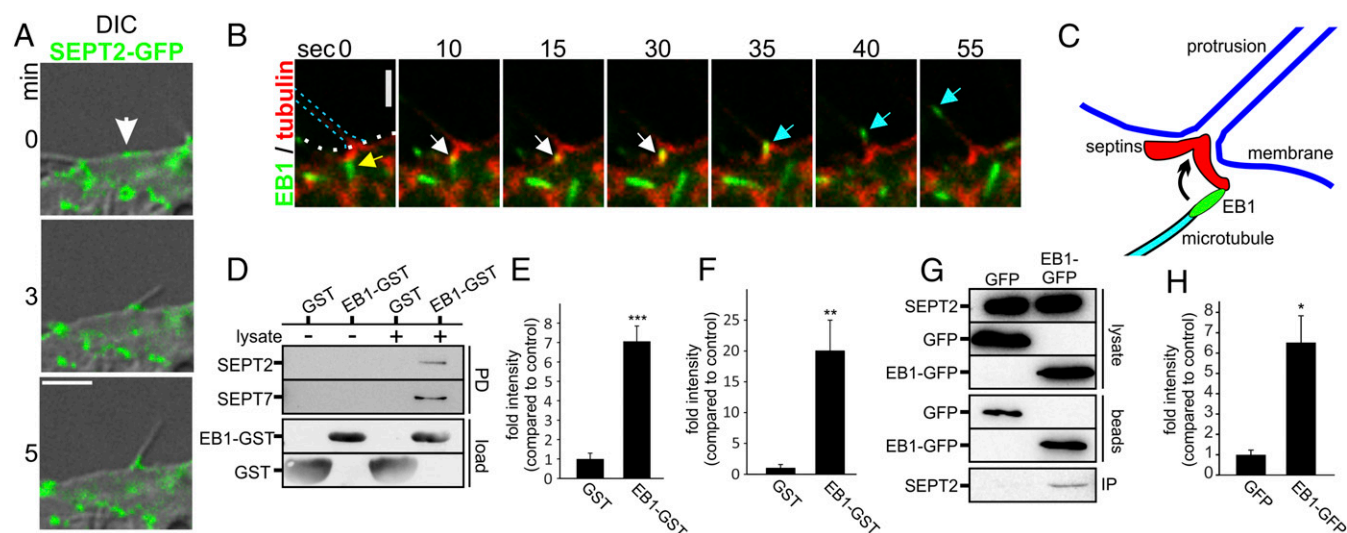 A
DIC
SEPT2-GFP
min
0
3
5
B
sec 0 10 15 30 35 40 55
EB1 / tubulin
C
protrusion
septins
membrane
EB1
microtubule
D
GST EB1-GST GST EB1-GST
lysate - - + +
SEPT2
SEPT7
PD
EB1-GST
GST
load
E
fold intensity
(compared to control)
8
7
6
5
4
3
2
1
0
***
GST EB1-GST
F
fold intensity
(compared to control)
25
20
15
10
5
0
**
GST EB1-GST
G
GFP EB1-
GFP
SEPT2
GFP
EB1-GFP
lysate
GFP
EB1-GFP
beads
SEPT2 IP
H
fold intensity
(compared to control)
8
7
6
5
4
3
2
1
0
*
GFP EB1-GFP